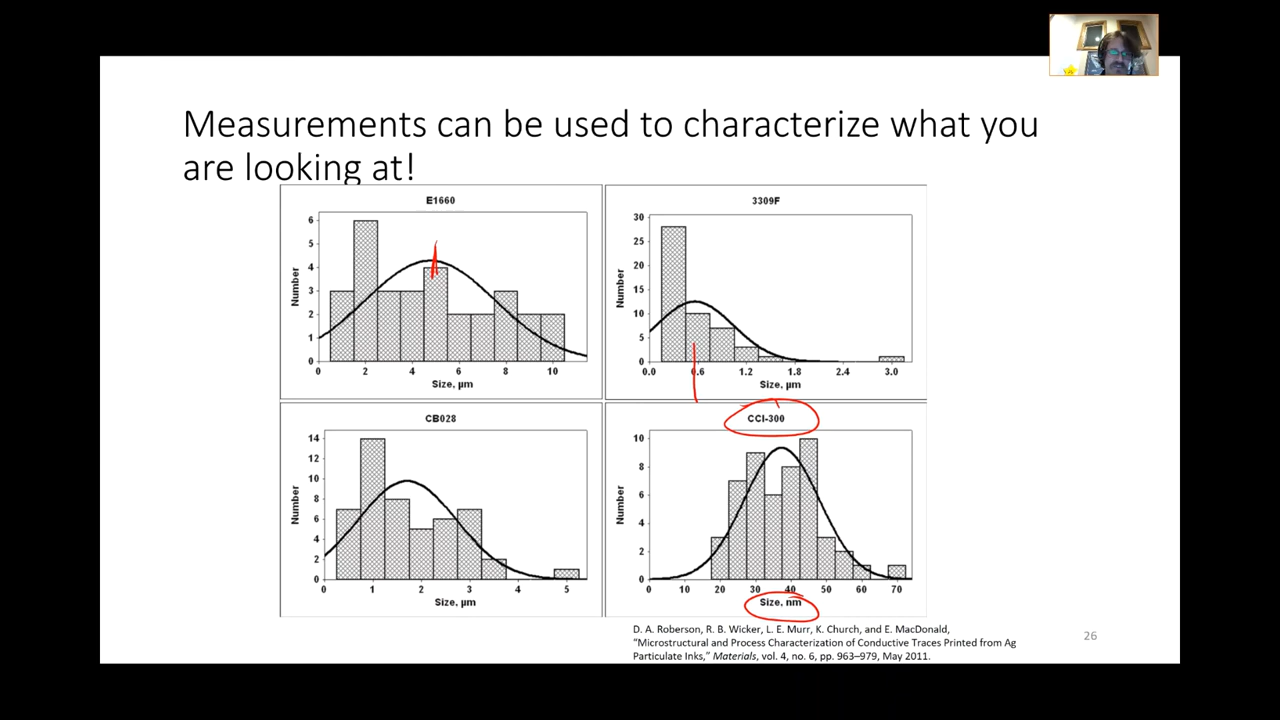 Measurements can be used to characterize what you
are looking at!
E1660
6
5
4
3
2
1
0
Number
0 2 4 6 8 10
Size, µm
3309F
30
25
20
15
10
5
0
Number
0.0 0.6 1.2 1.8 2.4 3.0
Size, µm
CB028
14
12
10
8
6
4
2
0
Number
0 1 2 3 4 5
Size, µm
CCI-300
10
8
6
4
2
0
Number
0 10 20 30 40 50 60 70
Size, nm
D. A. Roberson, R. B. Wicker, L. E. Murr, K. Church, and E. MacDonald,
“Microstructural and Process Characterization of Conductive Traces Printed from Ag
Particulate Inks,” Materials, vol. 4, no. 6, pp. 963–979, May 2011.
26